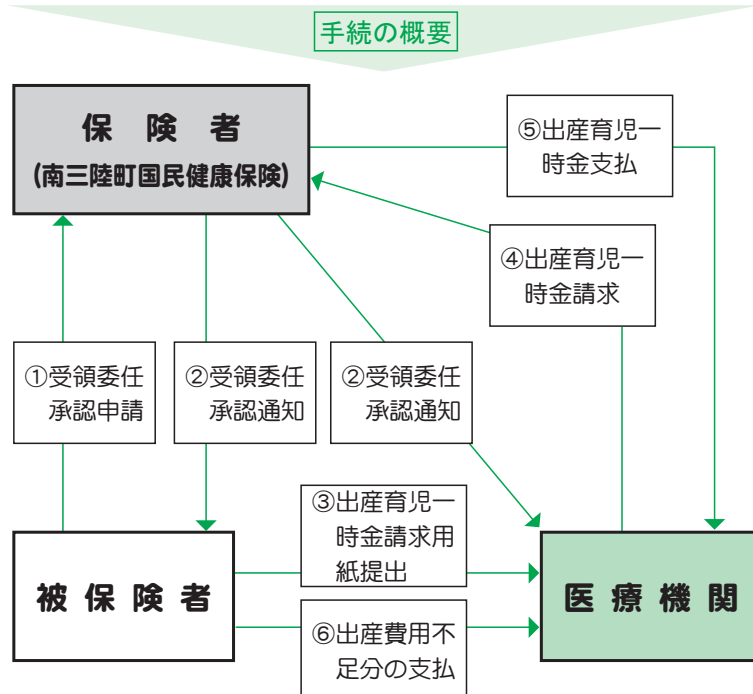 手続の概要
保険者
(南三陸町国民健康保険)
⑤出産育児一
時金支払
④出産育児一
時金請求
①受領委任
承認申請
②受領委任
承認通知
②受領委任
承認通知
③出産育児一
時金請求用
紙提出
被保険者
医療機関
⑥出産費用不
足分の支払